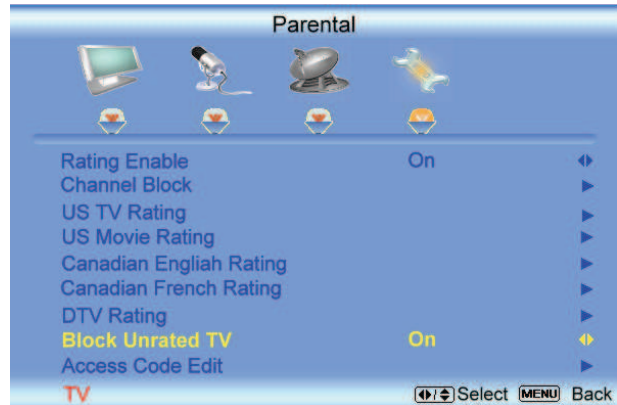 Parental
Rating Enable On
Channel Block
US TV Rating
US Movie Rating
Canadian Engliah Rating
Canadian French Rating
DTV Rating
Block Unrated TV On
Access Code Edit
TV Select MENU Back